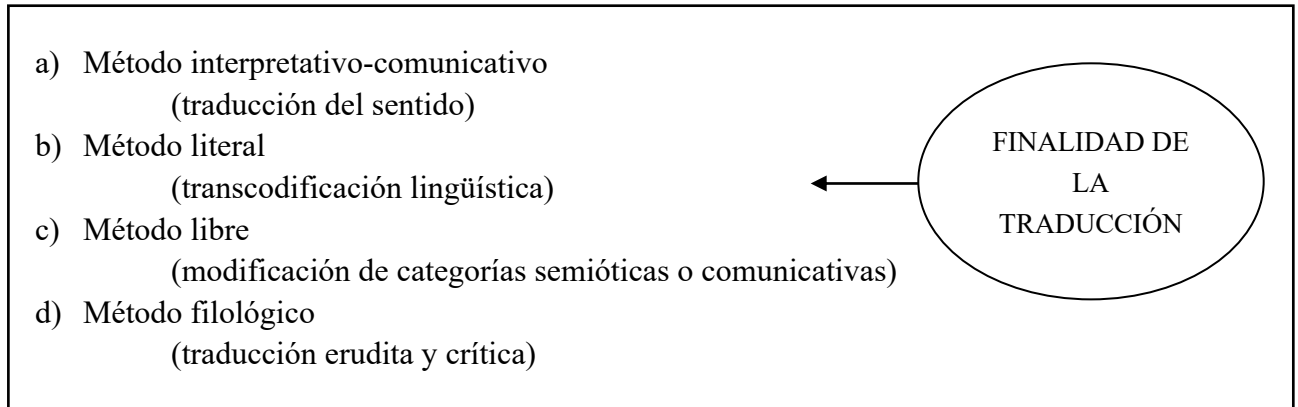 a) Método interpretativo-comunicativo
(traducción del sentido)
b) Método literal
(transcodificación lingüística)
c) Método libre
(modificación de categorías semióticas o comunicativas)
d) Método filológico
(traducción erudita y crítica)
FINALIDAD DE
LA
TRADUCCIÓN